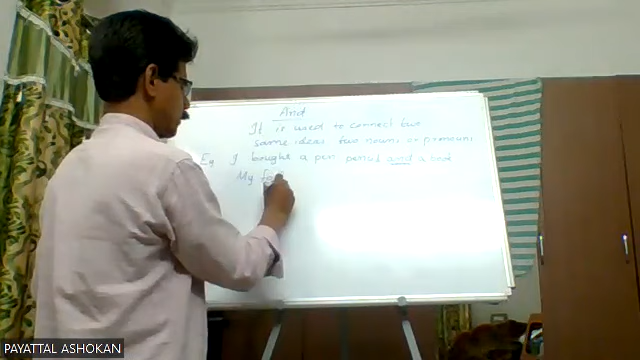 And
It is used to connect two
same ideas two nouns or pronouns
Eg I bought a pen pencil and a book
My fa
PAYATTAL ASHOKAN